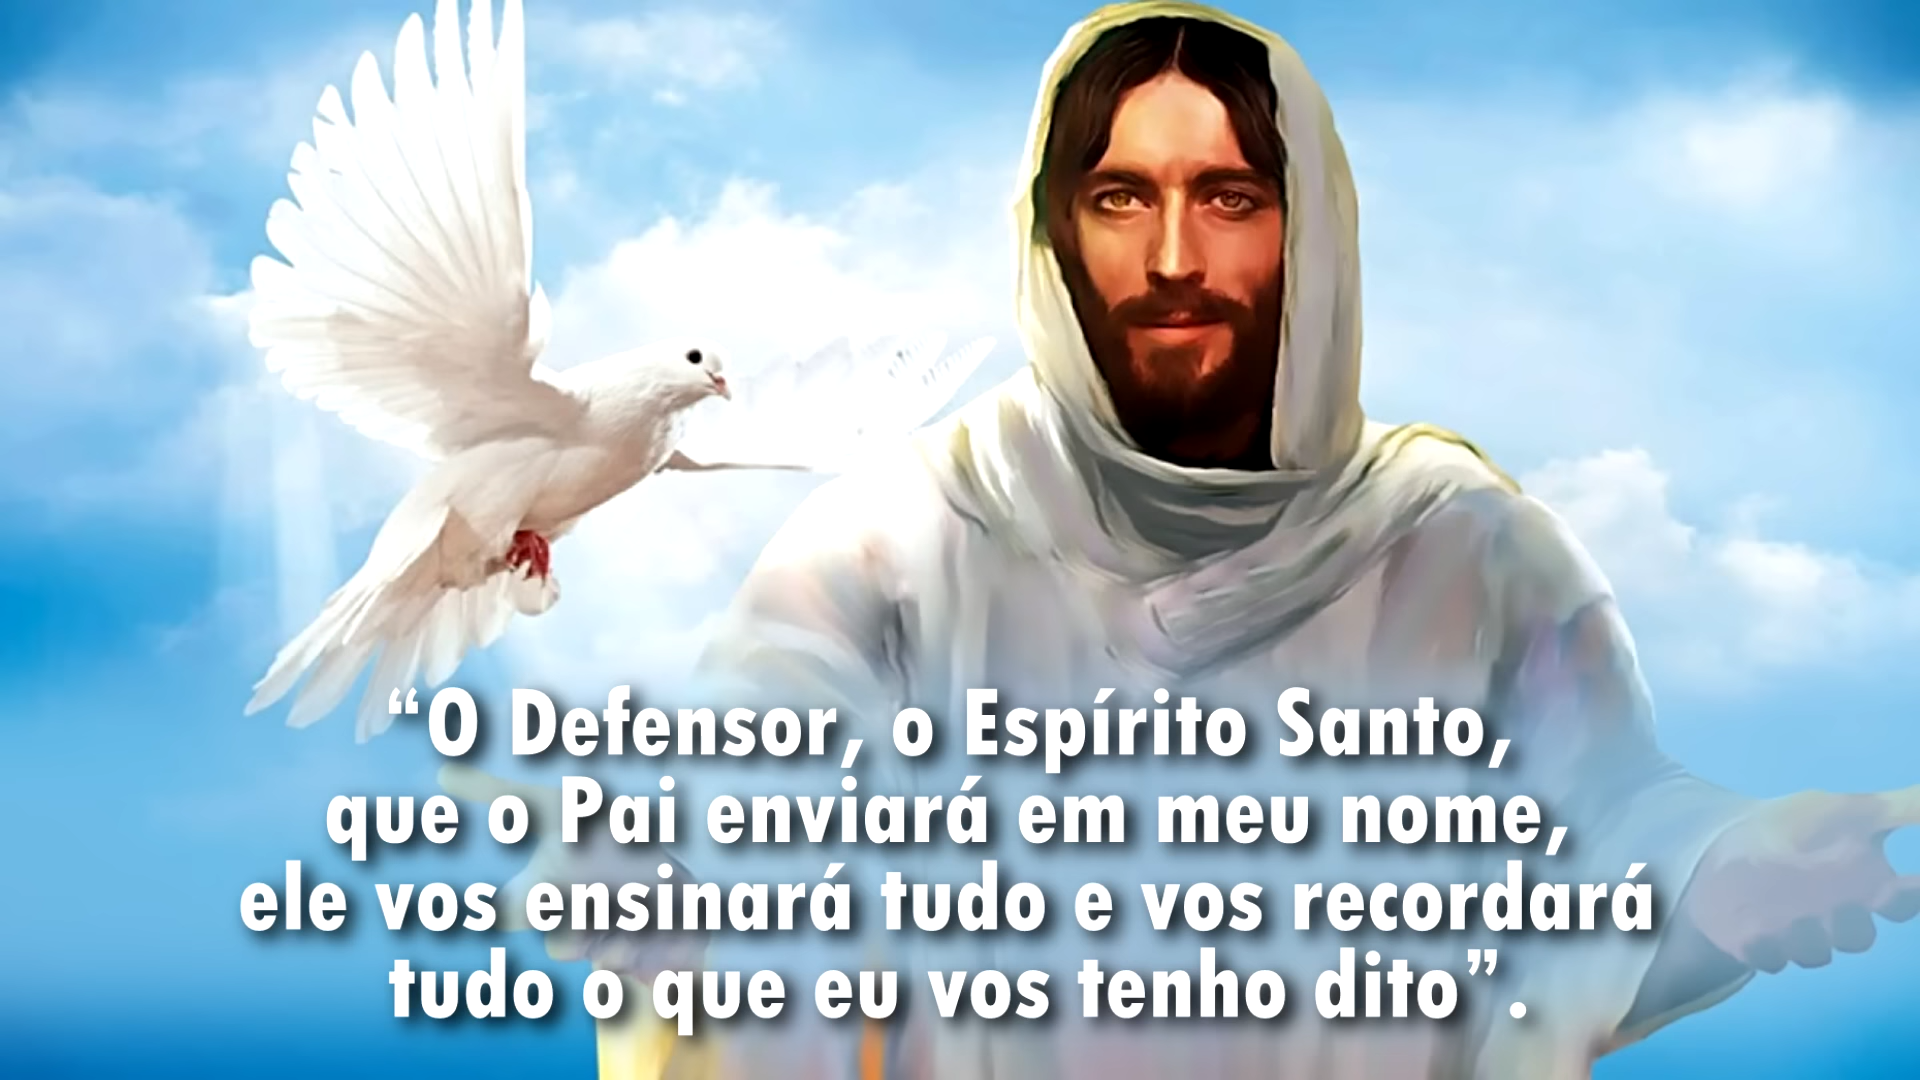 “O Defensor, o Espírito Santo,
que o Pai enviará em meu nome,
ele vos ensinará tudo e vos recordará
tudo o que eu vos tenho dito”.